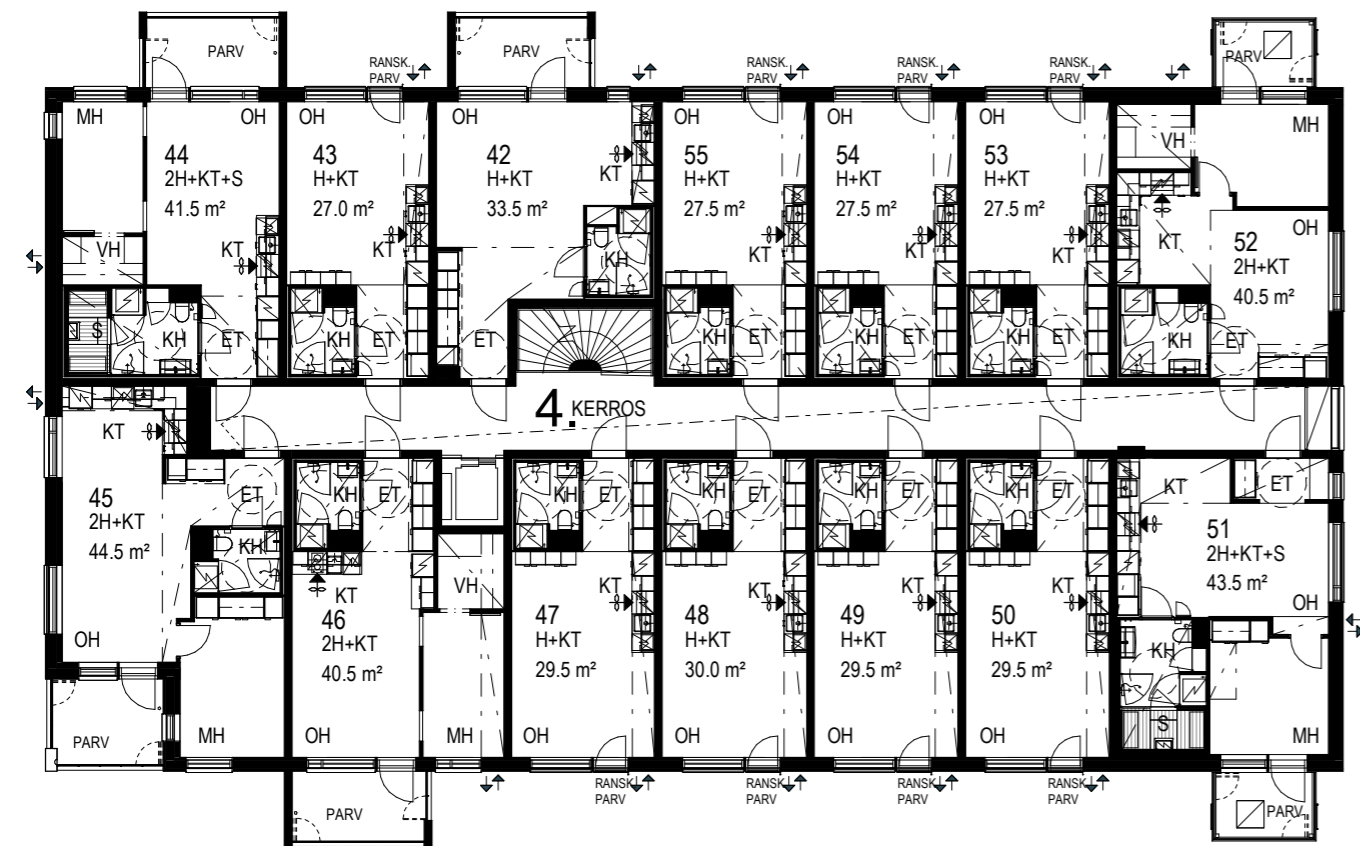 PARV
PARV
PARV
RANSK.
PARV
RANSK.
PARV
RANSK.
PARV
RANSK.
PARV
MH
OH
44
2H+KT+S
41.5 m²
VH
KT
S
KH
ET
OH
43
H+KT
27.0 m²
KT
KH
ET
OH
42
H+KT
33.5 m²
KT
KH
ET
OH
55
H+KT
27.5 m²
KT
KH
ET
OH
54
H+KT
27.5 m²
KT
KH
ET
OH
53
H+KT
27.5 m²
KT
KH
ET
VH
MH
KT
OH
52
2H+KT
40.5 m²
KH
ET
4. KERROS
KT
45
2H+KT
44.5 m²
ET
KH
OH
MH
PARV
KH
ET
KT
46
2H+KT
40.5 m²
VH
OH
MH
PARV
KH
ET
KT
47
H+KT
29.5 m²
OH
RANSK.
PARV
KH
ET
KT
48
H+KT
30.0 m²
OH
RANSK.
PARV
KH
ET
KT
49
H+KT
29.5 m²
OH
RANSK.
PARV
KH
ET
KT
50
H+KT
29.5 m²
OH
RANSK.
PARV
KT
ET
51
2H+KT+S
43.5 m²
OH
KH
S
MH
PARV